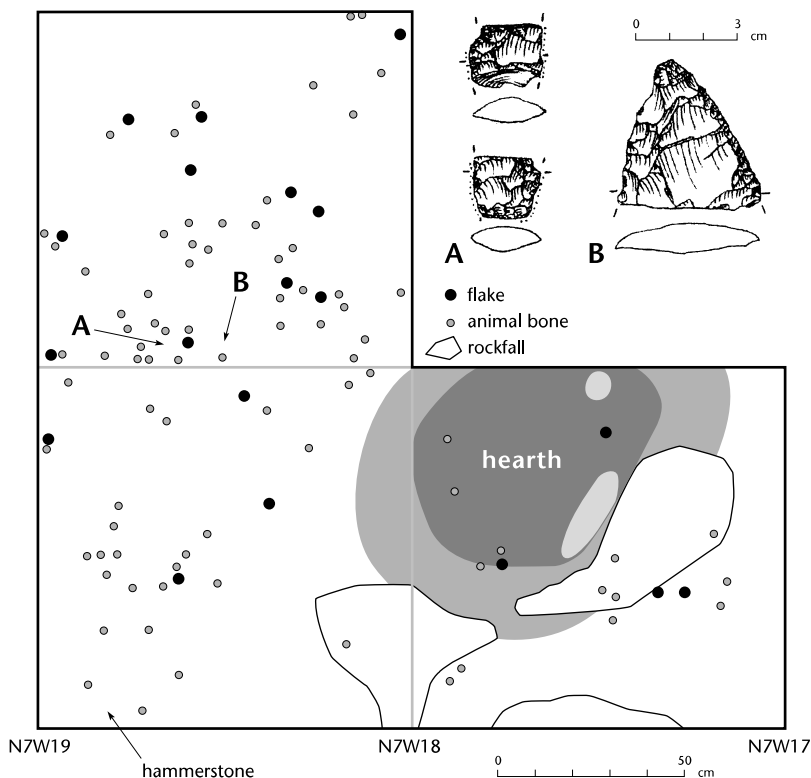 0 3
cm
A B
flake
animal bone
rockfall
A
B
hearth
N7W19 N7W18 N7W17
hammerstone
0 50
cm